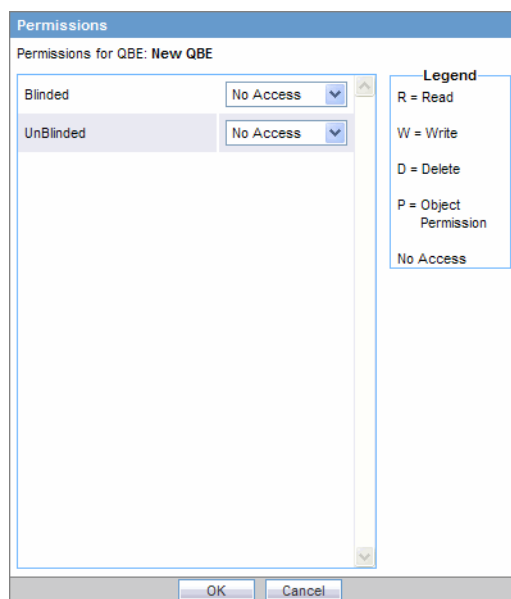 Permissions
Permissions for QBE: New QBE
Blinded No Access
UnBlinded No Access
Legend
R = Read
W = Write
D = Delete
P = Object
Permission
No Access
OK Cancel